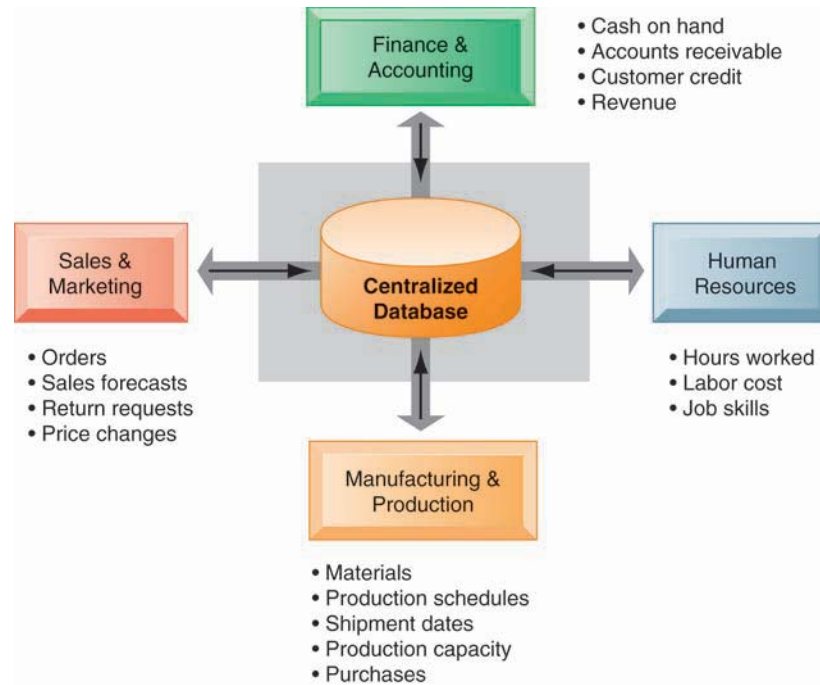 Finance &
Accounting
• Cash on hand
• Accounts receivable
• Customer credit
• Revenue
Sales &
Marketing
• Orders
• Sales forecasts
• Return requests
• Price changes
Centralized
Database
Human
Resources
• Hours worked
• Labor cost
• Job skills
Manufacturing &
Production
• Materials
• Production schedules
• Shipment dates
• Production capacity
• Purchases